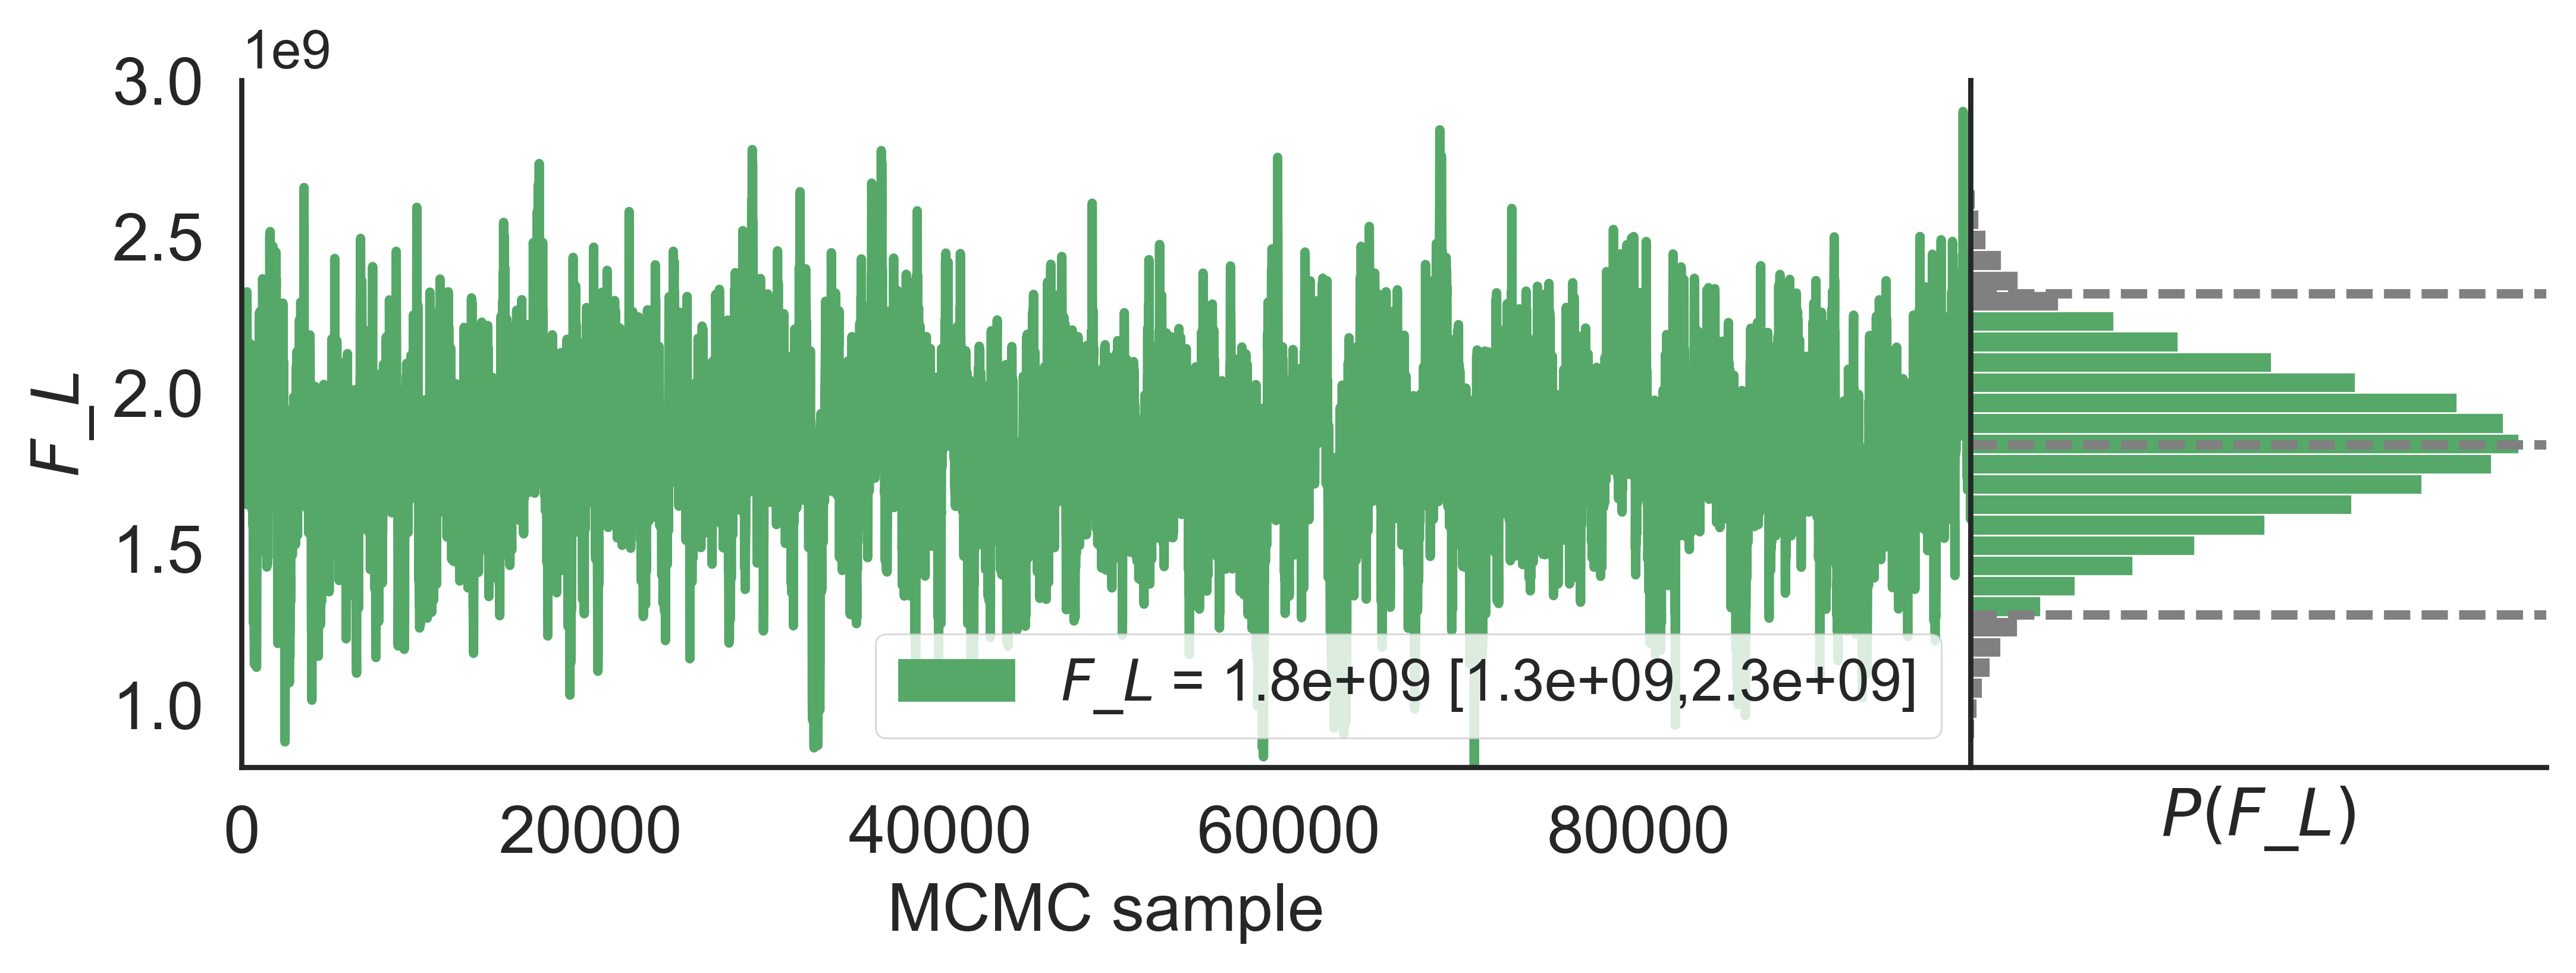 1e9
3.0
2.5
2.0
1.5
1.0
F_L
F_L = 1.8e+09 [1.3e+09,2.3e+09]
0 20000 40000 60000 80000
MCMC sample
P(F_L)